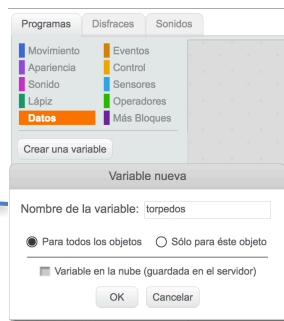 Programas Disfraces Sonidos
Movimiento Eventos
Apariencia Control
Sonido Sensores
Lápiz Operadores
Datos Más Bloques
Crear una variable
Variable nueva
Nombre de la variable: torpedos
Para todos los objetos Sólo para éste objeto
Variable en la nube (guardada en el servidor)
OK Cancelar